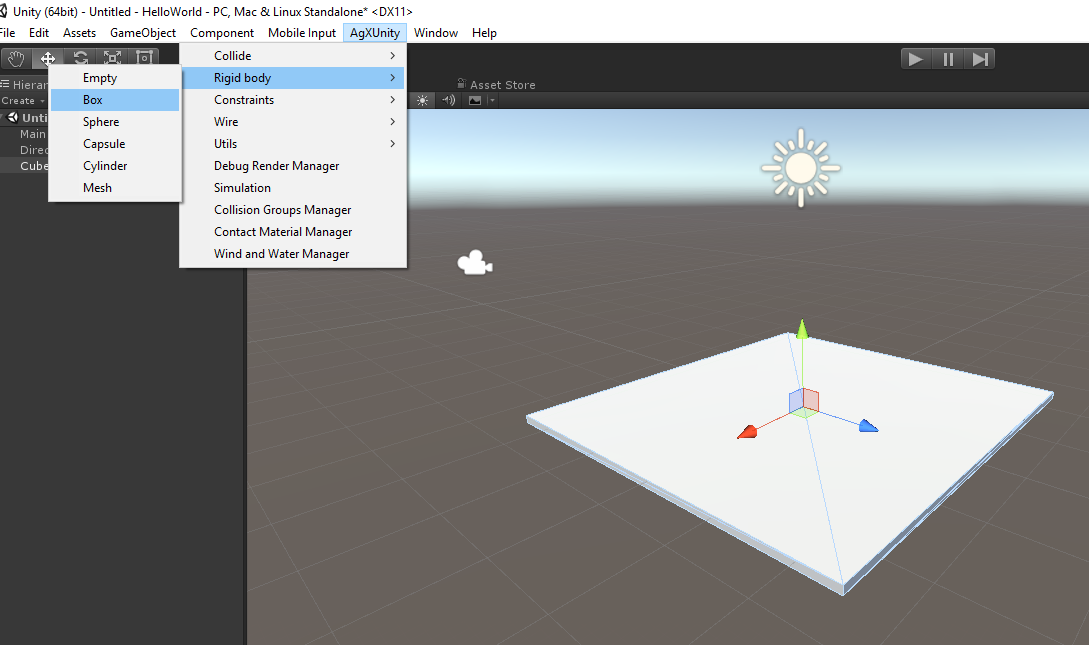 Unity (64bit) - Untitled - HelloWorld - PC, Mac & Linux Standalone* <DX11>
File Edit Assets GameObject Component Mobile Input AgXUnity Window Help
Collide
Rigid body
Constraints
Wire
Utils
Debug Render Manager
Simulation
Collision Groups Manager
Contact Material Manager
Wind and Water Manager
Empty
Box
Sphere
Capsule
Cylinder
Mesh
Hierar
Create
Unti
Main
Direc
Cube
Asset Store